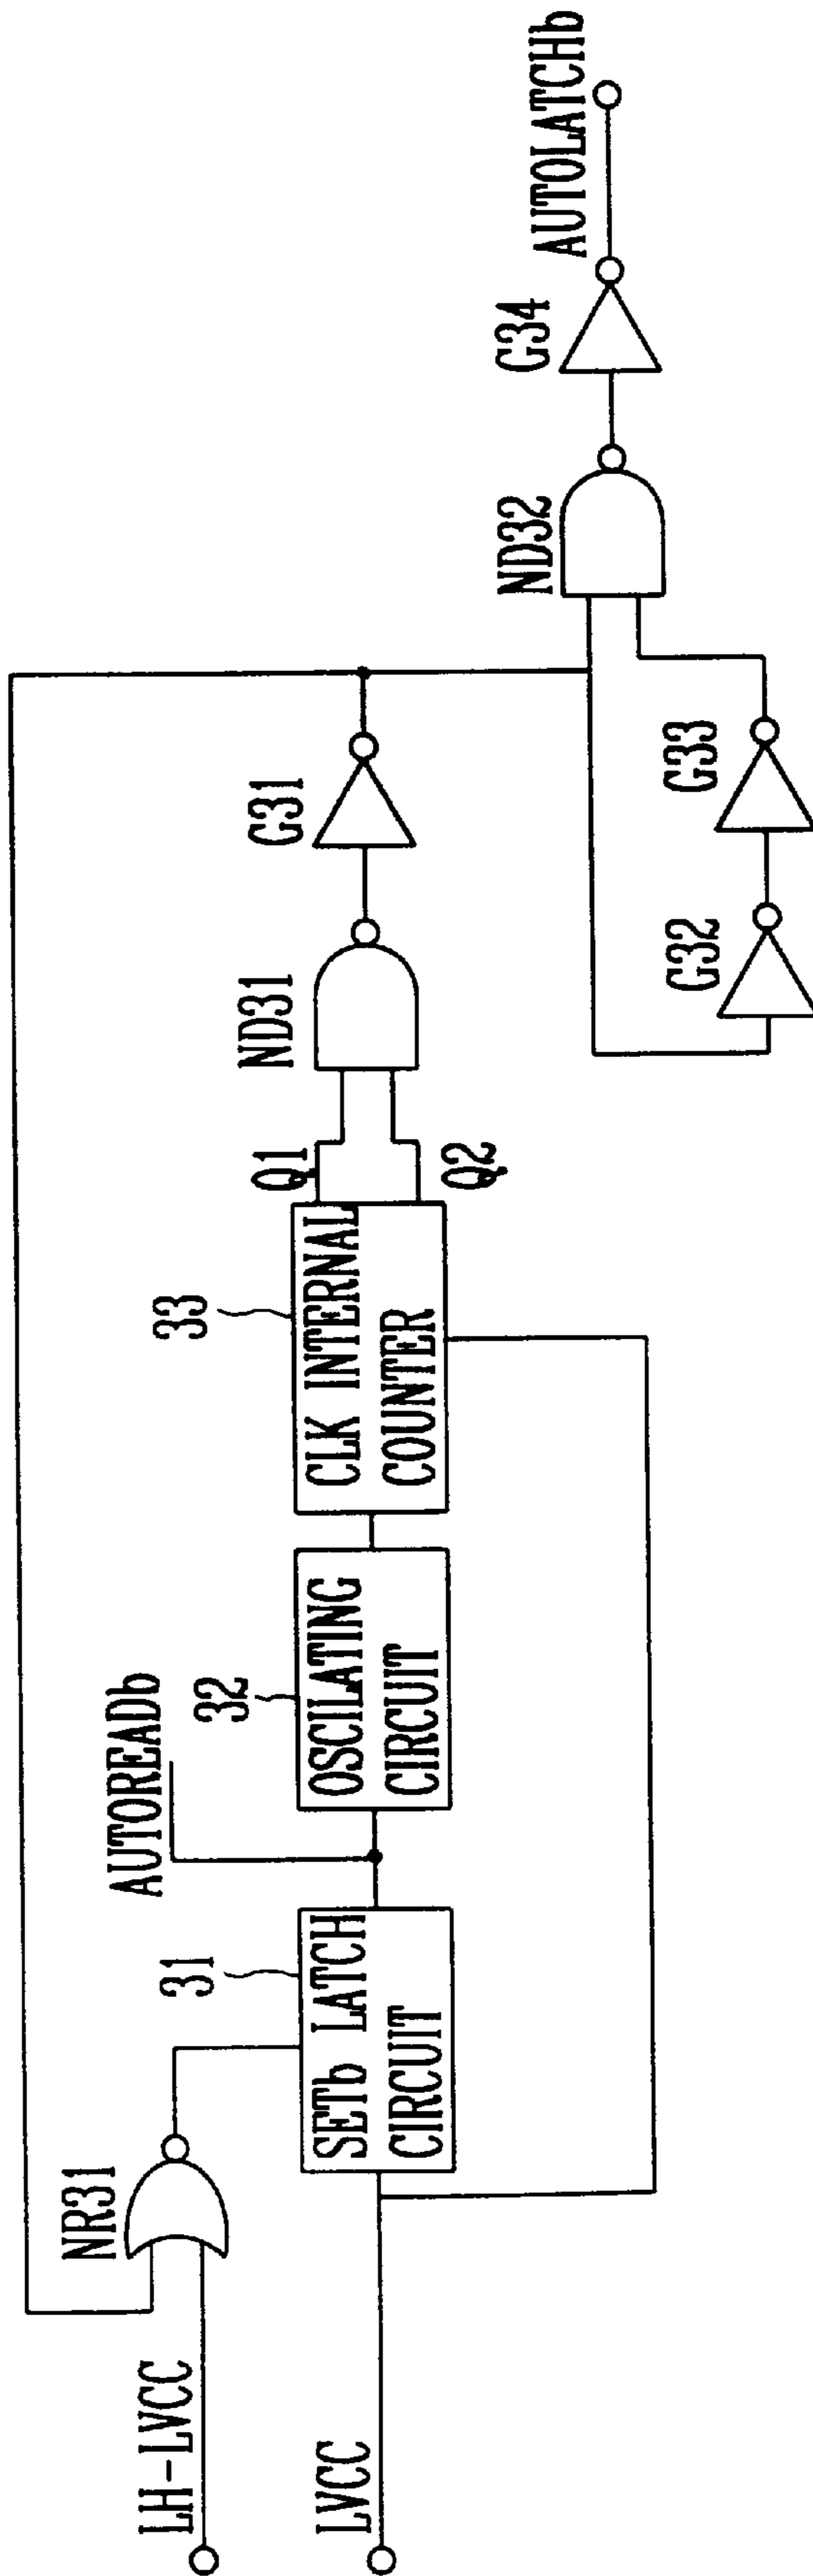 LH-LVCC
LVCC
NR31
31
SETb LATCH
CIRCUIT
AUTOREADb
32
OSCILATING
CIRCUIT
33
CLK INTERNAL
COUNTER
Q1
Q2
ND31
G31
G32
G33
ND32
G34
AUTOLATCHb